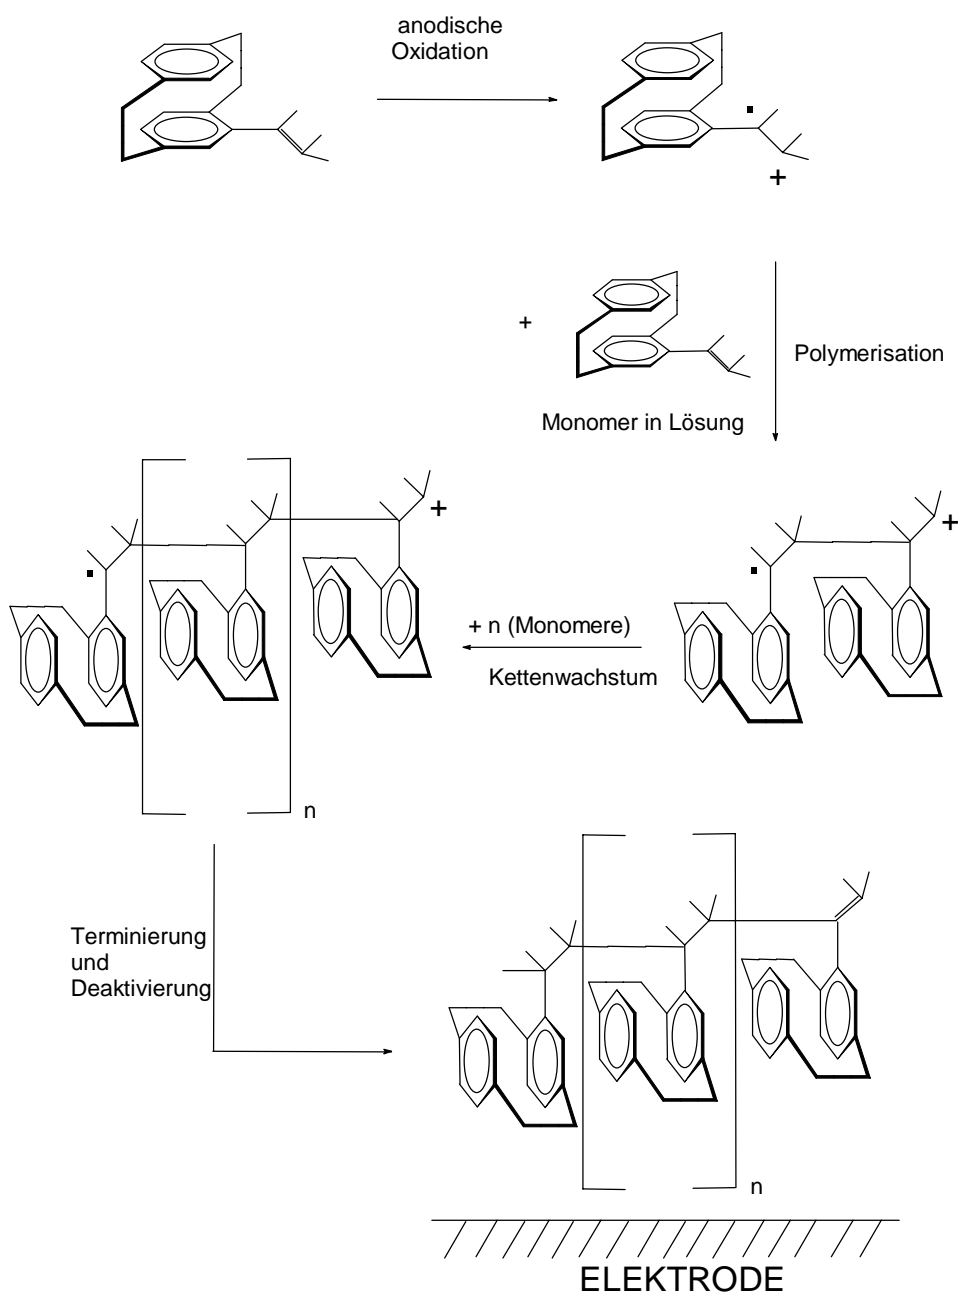 anodische
Oxidation
+
+
Polymerisation
Monomer in Lösung
+
+
+ n (Monomere)
Kettenwachstum
n
Terminierung
und
Deaktivierung
n
ELEKTRODE